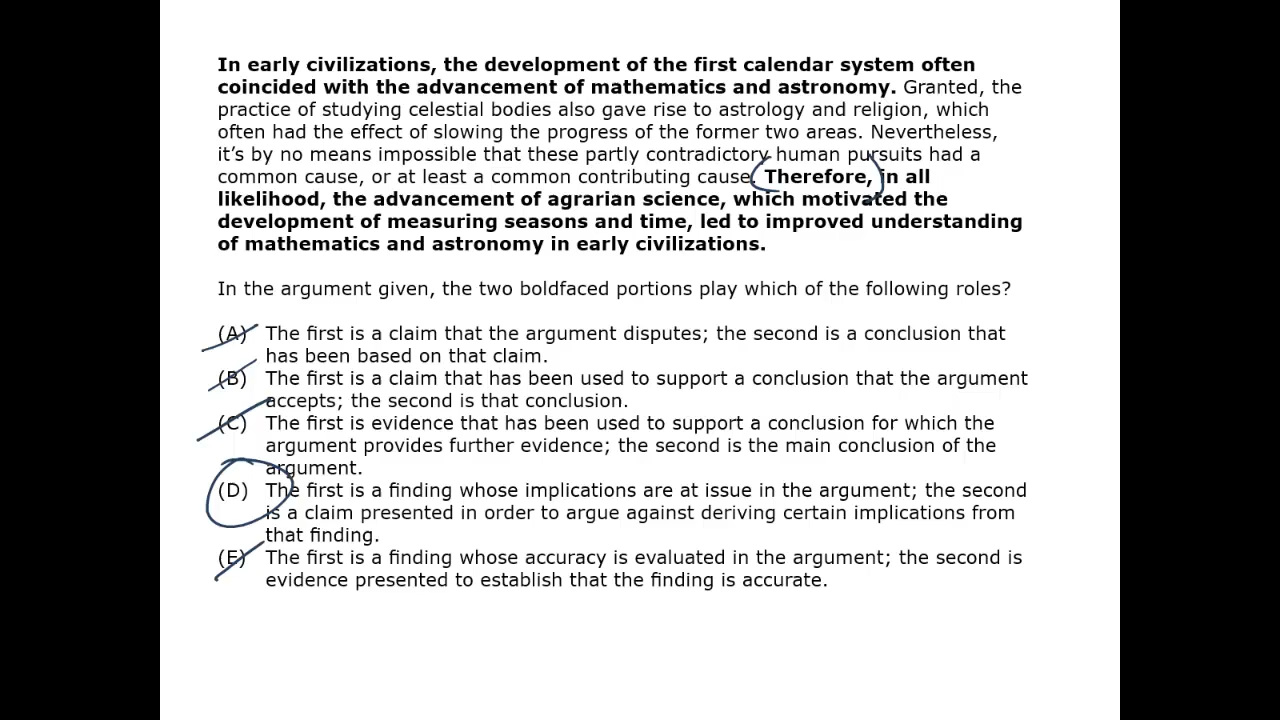 In early civilizations, the development of the first calendar system often
coincided with the advancement of mathematics and astronomy. Granted, the
practice of studying celestial bodies also gave rise to astrology and religion, which
often had the effect of slowing the progress of the former two areas. Nevertheless,
it's by no means impossible that these partly contradictory human pursuits had a
common cause, or at least a common contributing cause. Therefore, in all
likelihood, the advancement of agrarian science, which motivated the
development of measuring seasons and time, led to improved understanding
of mathematics and astronomy in early civilizations.
In the argument given, the two boldfaced portions play which of the following roles?
(A) The first is a claim that the argument disputes; the second is a conclusion that
has been based on that claim.
(B) The first is a claim that has been used to support a conclusion that the argument
accepts; the second is that conclusion.
(C) The first is evidence that has been used to support a conclusion for which the
argument provides further evidence; the second is the main conclusion of the
argument.
(D) The first is a finding whose implications are at issue in the argument; the second
is a claim presented in order to argue against deriving certain implications from
that finding.
(E) The first is a finding whose accuracy is evaluated in the argument; the second is
evidence presented to establish that the finding is accurate.